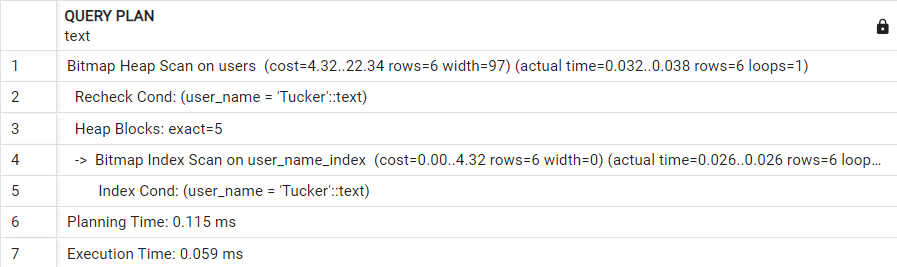 QUERY PLAN
text
1 Bitmap Heap Scan on users (cost=4.32..22.34 rows=6 width=97) (actual time=0.032..0.038 rows=6 loops=1)
2 Recheck Cond: (user_name = 'Tucker'::text)
3 Heap Blocks: exact=5
4 -> Bitmap Index Scan on user_name_index (cost=0.00..4.32 rows=6 width=0) (actual time=0.026..0.026 rows=6 loop...
5 Index Cond: (user_name = 'Tucker'::text)
6 Planning Time: 0.115 ms
7 Execution Time: 0.059 ms